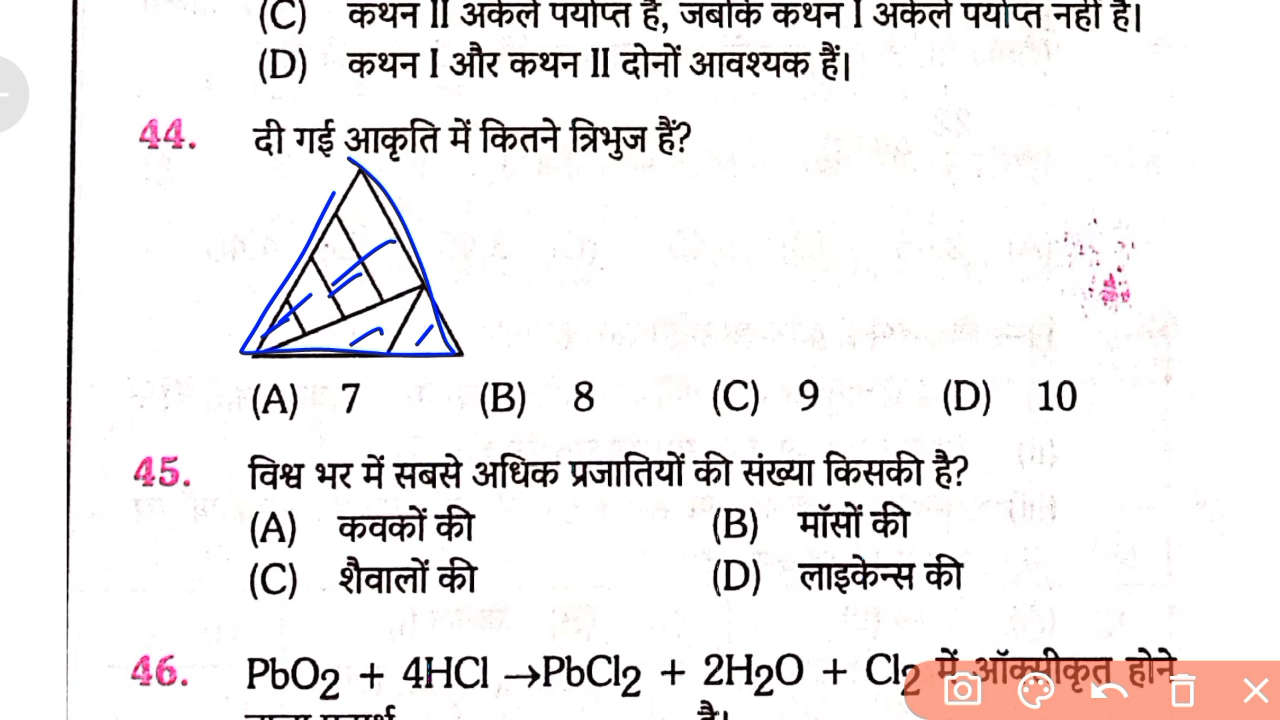 (C) कथन II अकेले पर्याप्त है, जबकि कथन I अकेले पर्याप्त नहीं है।
(D) कथन I और कथन II दोनों आवश्यक हैं।
44. दी गई आकृति में कितने त्रिभुज हैं?
(A) 7 (B) 8 (C) 9 (D) 10
45. विश्व भर में सबसे अधिक प्रजातियों की संख्या किसकी है?
(A) कवकों की (B) मॉसों की
(C) शैवालों की (D) लाइकेन्स की
46. PbO2 + 4HCl →PbCl2 + 2H2O + Cl2 में ऑक्सीकृत होने
है।